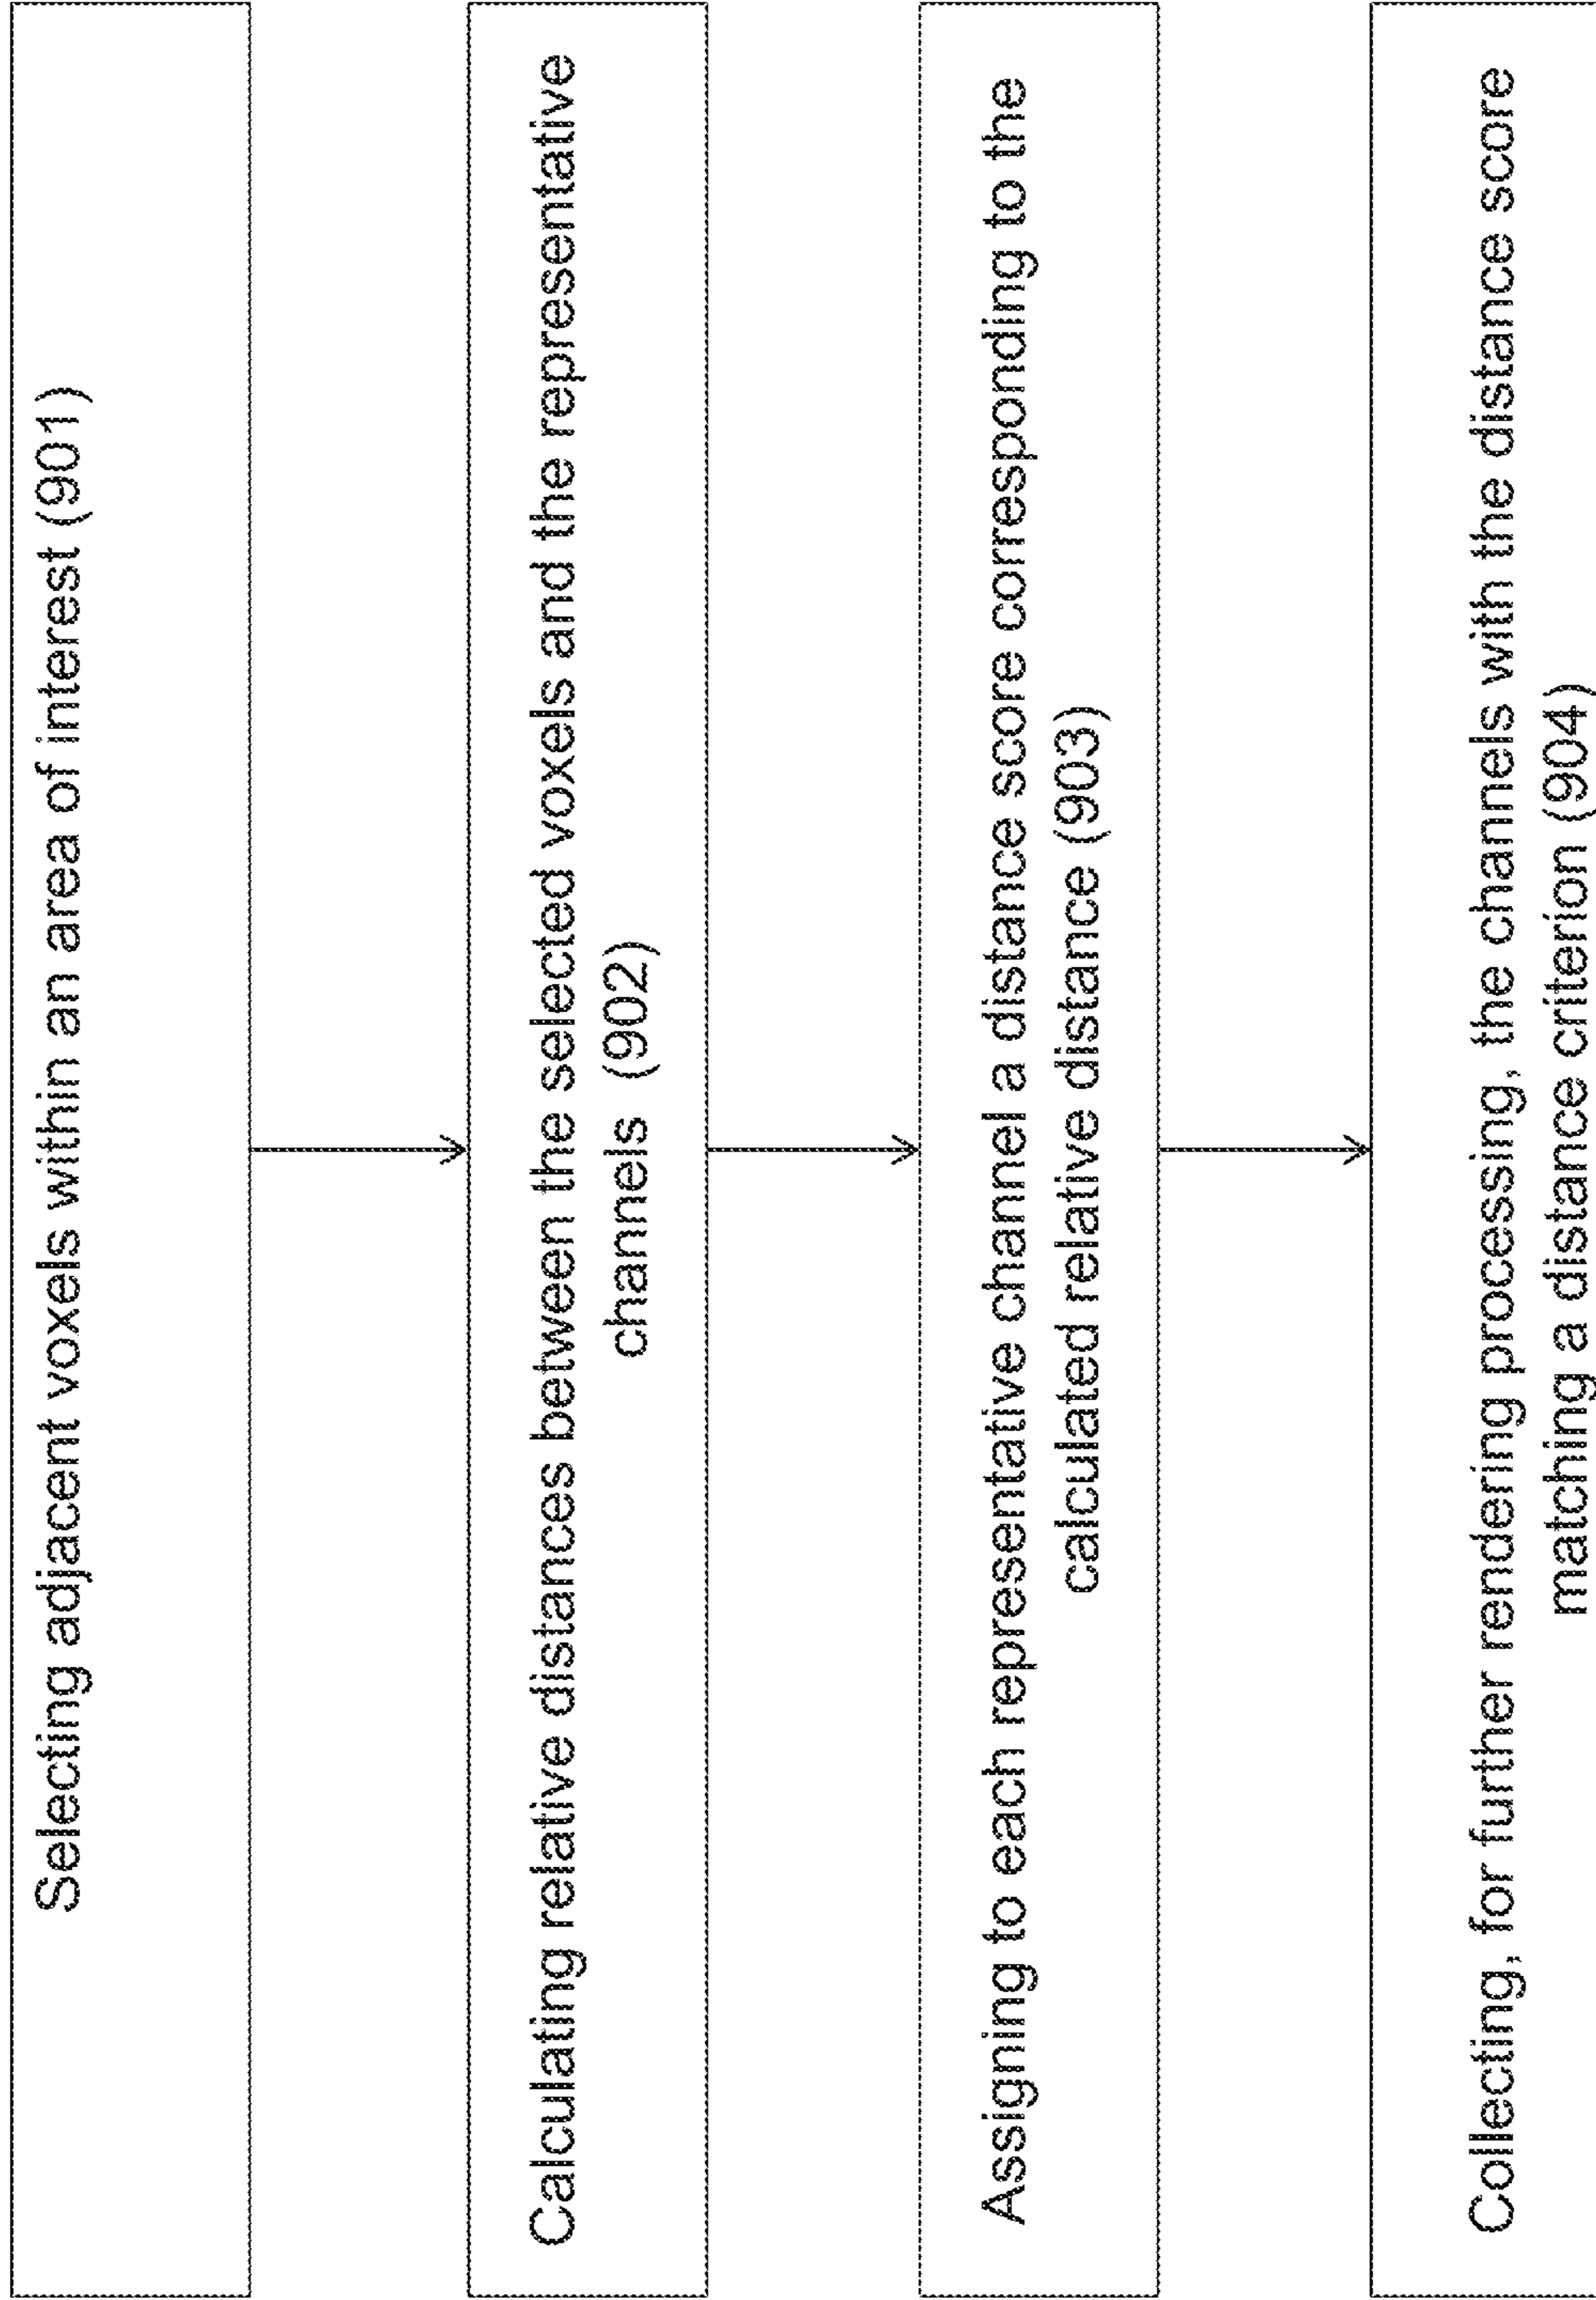 Selecting adjacent voxels within an area of interest (901)
Calculating relative distances between the selected voxels and the representative
channels (902)
Assigning to each representative channel a distance score corresponding to the
calculated relative distance (903)
Collecting, for further rendering processing, the channels with the distance score
matching a distance criterion (904)